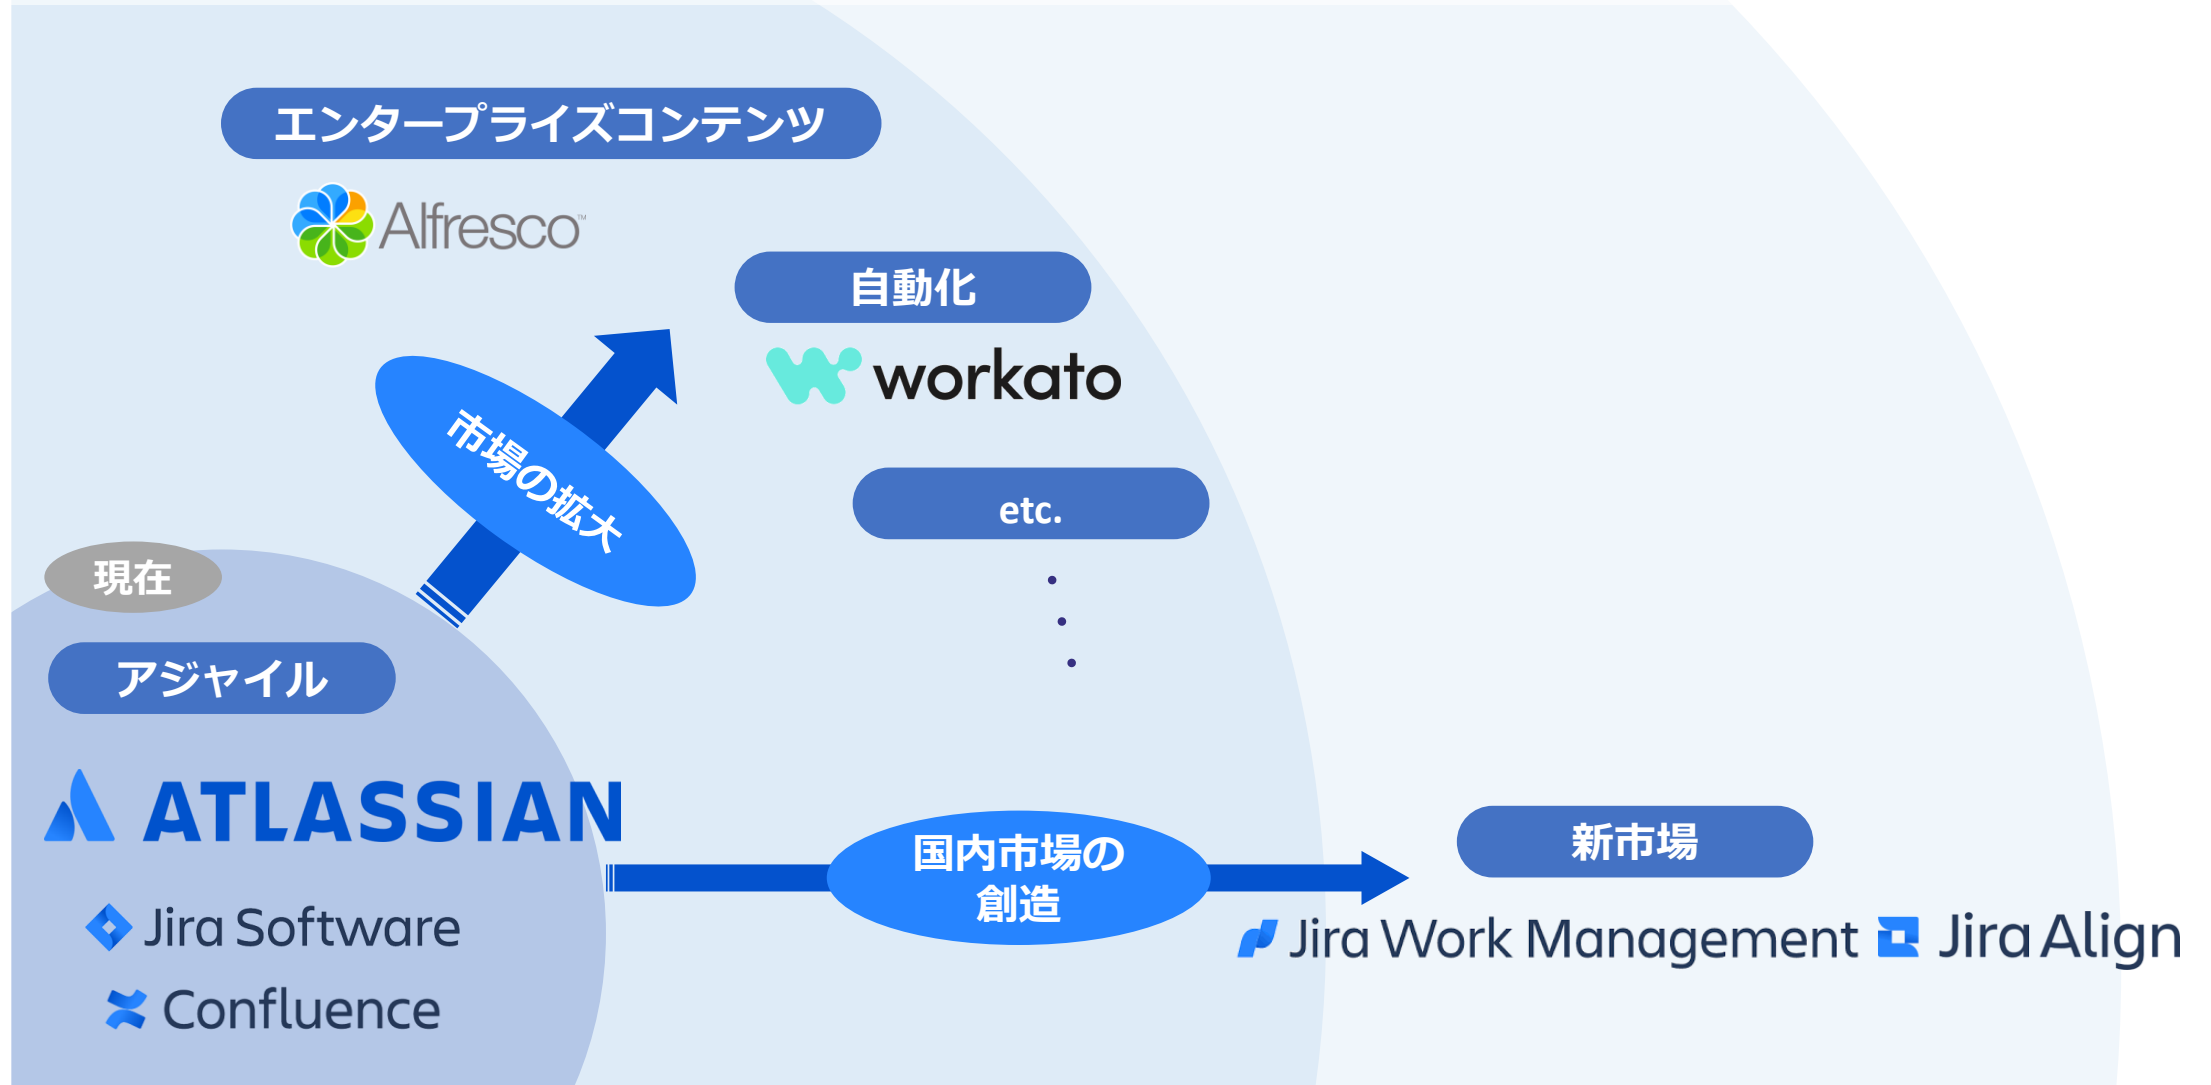 エンタープライズコンテンツ
Alfresco™
自動化
workato
市場の拡大
etc.
現在
アジャイル
ATLASSIAN
国内市場の
創造
新市場
Jira Software
Jira Work Management
Jira Align
Confluence